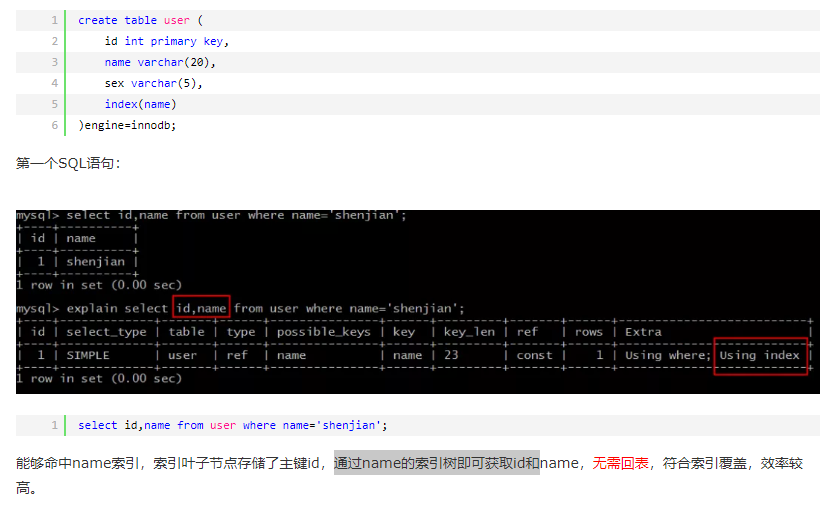 1 create table user (
2 id int primary key,
3 name varchar(20),
4 sex varchar(5),
5 index(name)
6 )engine=innodb;
第一个SQL语句:
mysql> select id,name from user where name='shenjian';
+----+----------+
| id | name     |
+----+----------+
|  1 | shenjian |
+----+----------+
1 row in set (0.00 sec)
mysql> explain select id,name from user where name='shenjian';
+----+-------------+-------+------+---------------+------+---------+-------+------+--------------------------+
| id | select_type | table | type | possible_keys | key  | key_len | ref   | rows | Extra                    |
+----+-------------+-------+------+---------------+------+---------+-------+------+--------------------------+
|  1 | SIMPLE      | user  | ref  | name          | name | 23      | const |    1 | Using where; Using index |
+----+-------------+-------+------+---------------+------+---------+-------+------+--------------------------+
1 row in set (0.00 sec)
1 select id,name from user where name='shenjian';
能够命中name索引，索引叶子节点存储了主键id，通过name的索引树即可获取id和name，无需回表，符合索引覆盖，效率较
高。